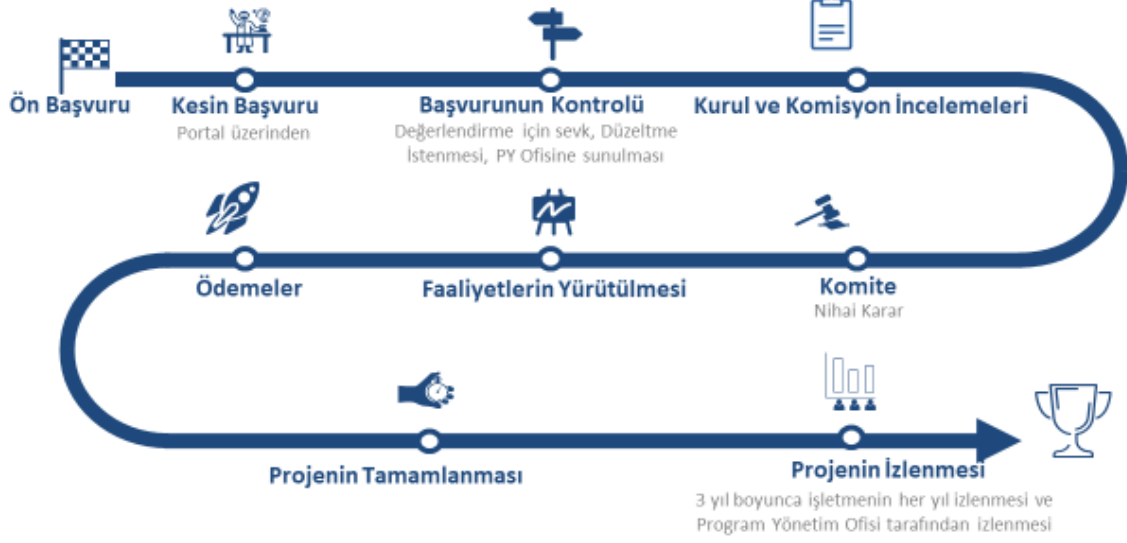 Ön Başvuru
Kesin Başvuru
Portal üzerinden
Başvurunun Kontrolü
Değerlendirme için sevk, Düzeltme
İstenmesi, PY Ofisine sunulması
Kurul ve Komisyon İncelemeleri
Komite
Nihai Karar
Faaliyetlerin Yürütülmesi
Ödemeler
Projenin Tamamlanması
Projenin İzlenmesi
3 yıl boyunca işletmenin her yıl izlenmesi ve
Program Yönetim Ofisi tarafından izlenmesi